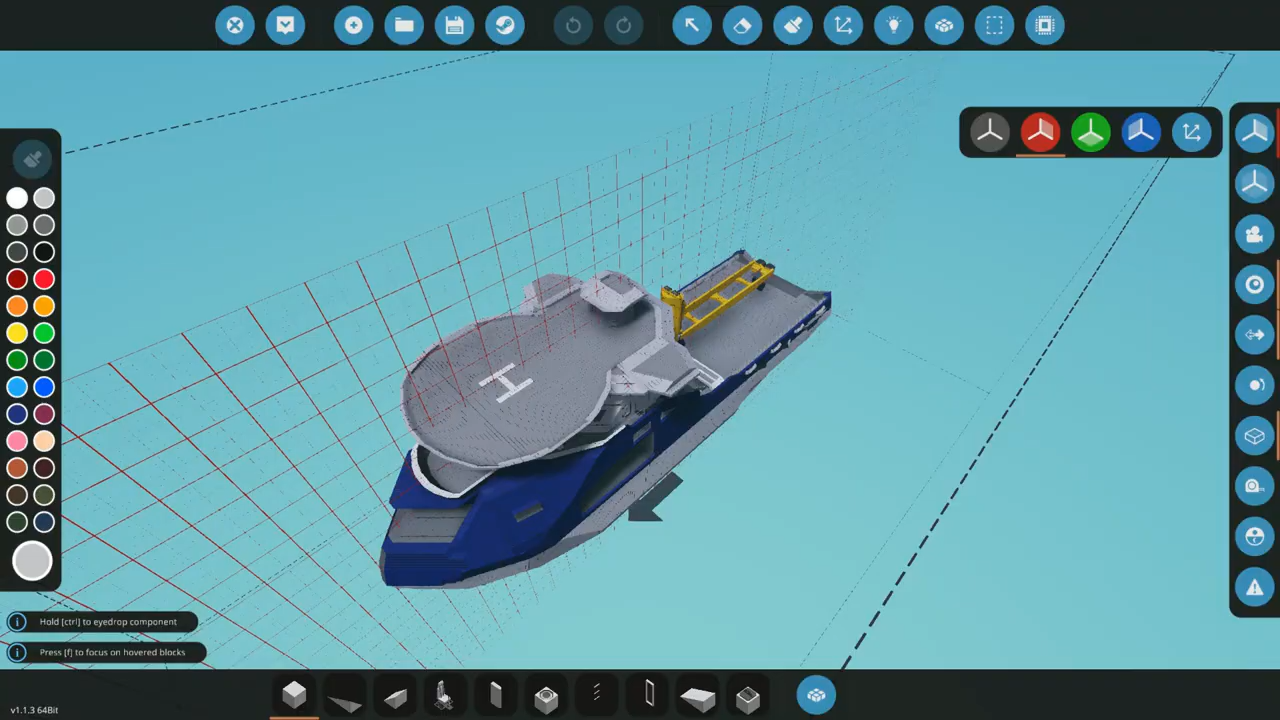 H
Hold [ctrl] to eyedrop component
Press [f] to focus on hovered blocks
v1.1.3 64Bit